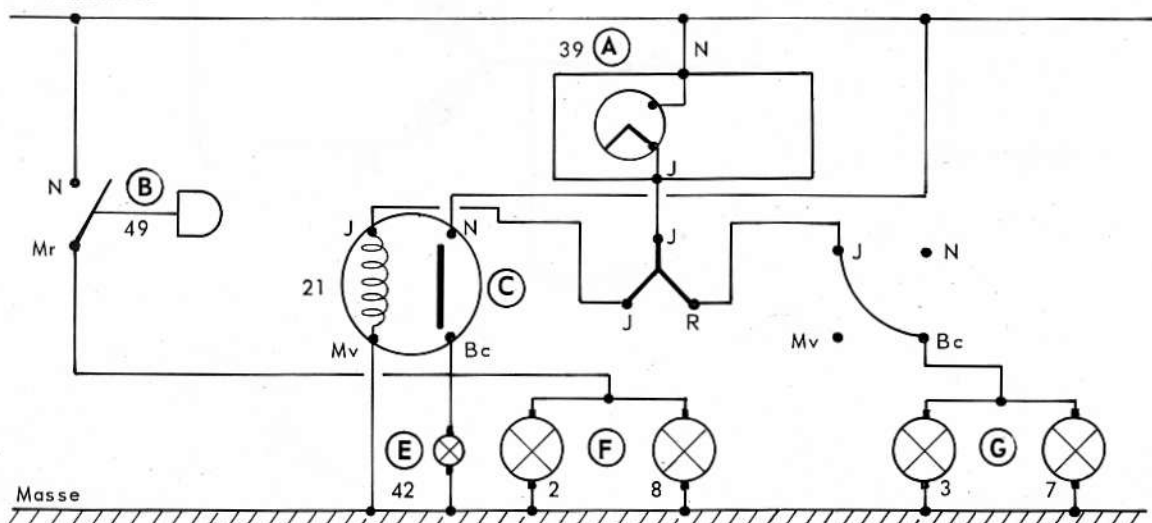 39 A N
N B J
49
Mr J N J J N
21 C
J R
Mv Bc Mv Bc
E F G
42 2 8 3 7
Masse